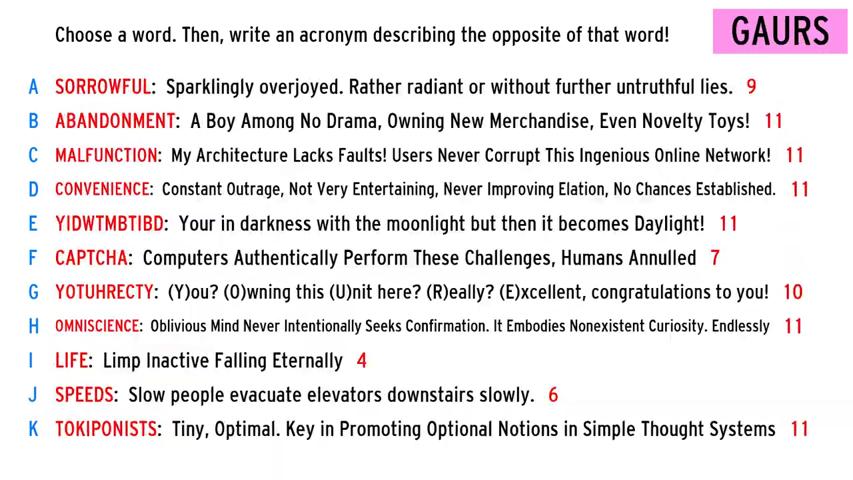 Choose a word. Then, write an acronym describing the opposite of that word!
GAURS
A SORROWFUL: Sparklingly overjoyed. Rather radiant or without further untruthful lies. 9
B ABANDONMENT: A Boy Among No Drama, Owning New Merchandise, Even Novelty Toys! 11
C MALFUNCTION: My Architecture Lacks Faults! Users Never Corrupt This Ingenious Online Network! 11
D CONVENIENCE: Constant Outrage, Not Very Entertaining, Never Improving Elation, No Chances Established. 11
E YIDWTMBTIBD: Your in darkness with the moonlight but then it becomes Daylight! 11
F CAPTCHA: Computers Authentically Perform These Challenges, Humans Annulled 7
G YOTUHRECTY: (Y)ou? (O)wning this (U)nit here? (R)eally? (E)xcellent, congratulations to you! 10
H OMNISCIENCE: Oblivious Mind Never Intentionally Seeks Confirmation. It Embodies Nonexistent Curiosity. Endlessly 11
I LIFE: Limp Inactive Falling Eternally 4
J SPEEDS: Slow people evacuate elevators downstairs slowly. 6
K TOKIPONISTS: Tiny, Optimal. Key in Promoting Optional Notions in Simple Thought Systems 11